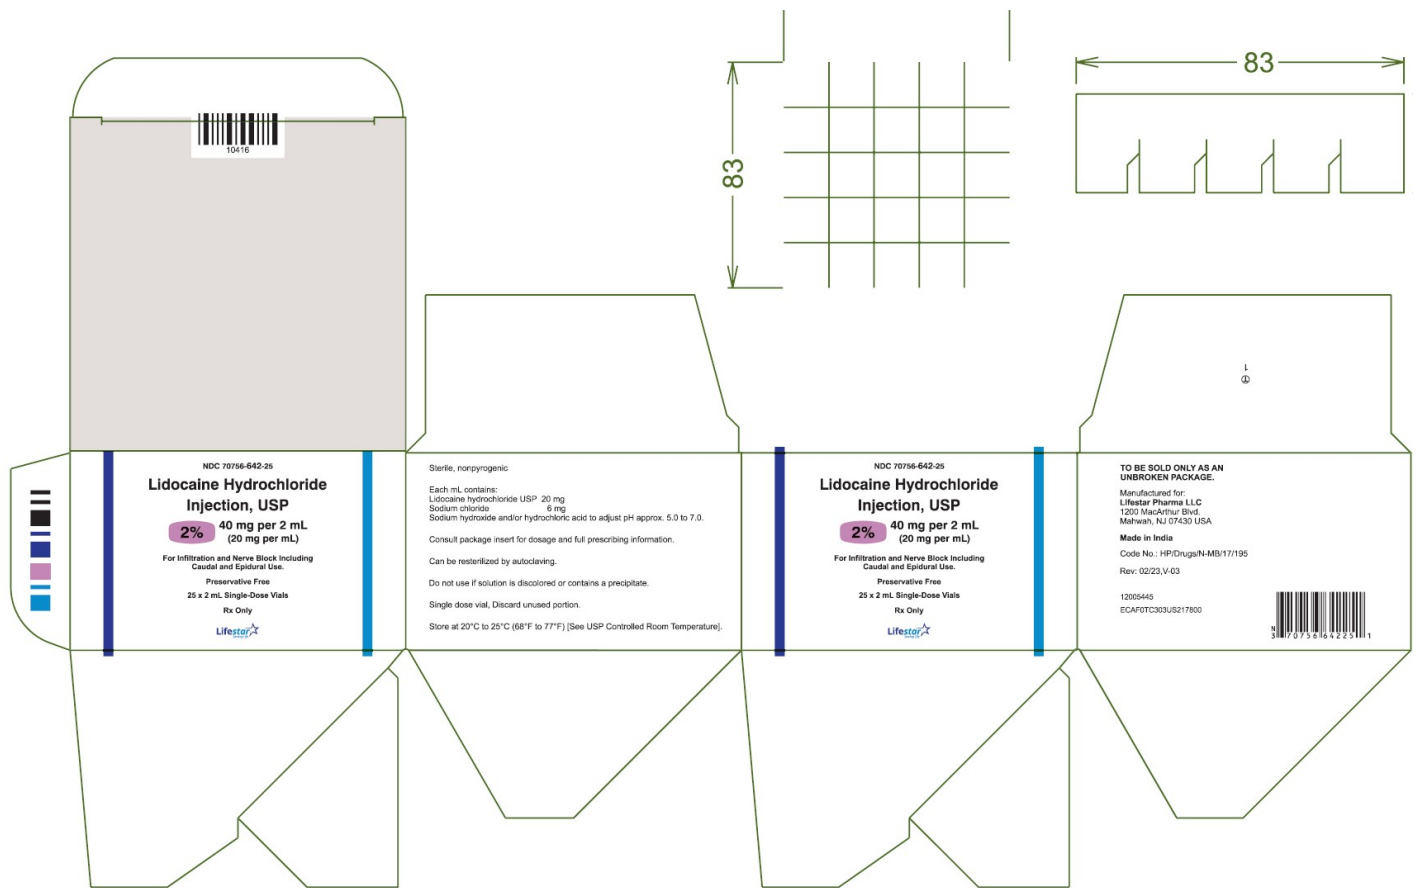 10416
83
83
1
NDC 70756-642-25
Lidocaine Hydrochloride
Injection, USP
2%
40 mg per 2 mL
(20 mg per mL)
For Infiltration and Nerve Block Including
Caudal and Epidural Use.
Preservative Free
25 x 2 mL Single-Dose Vials
Rx Only
Lifestar
Sterile, nonpyrogenic
Each mL contains:
Lidocaine hydrochloride USP 20 mg
Sodium chloride 6 mg
Sodium hydroxide and/or hydrochloric acid to adjust pH approx. 5.0 to 7.0.
Consult package insert for dosage and full prescribing information.
Can be resterilized by autoclaving.
Do not use if solution is discolored or contains a precipitate.
Single dose vial, Discard unused portion.
Store at 20°C to 25°C (68°F to 77°F) [See USP Controlled Room Temperature].
NDC 70756-642-25
Lidocaine Hydrochloride
Injection, USP
2%
40 mg per 2 mL
(20 mg per mL)
For Infiltration and Nerve Block Including
Caudal and Epidural Use.
Preservative Free
25 x 2 mL Single-Dose Vials
Rx Only
Lifestar
TO BE SOLD ONLY AS AN
UNBROKEN PACKAGE.
Manufactured for:
Lifestar Pharma LLC
1200 MacArthur Blvd.
Mahwah, NJ 07430 USA
Made in India
Code No.: HP/Drugs/N-MB/17/195
Rev: 02/23,V-03
12005445
ECAF0TC303US217800
N
3 70756 64225 1